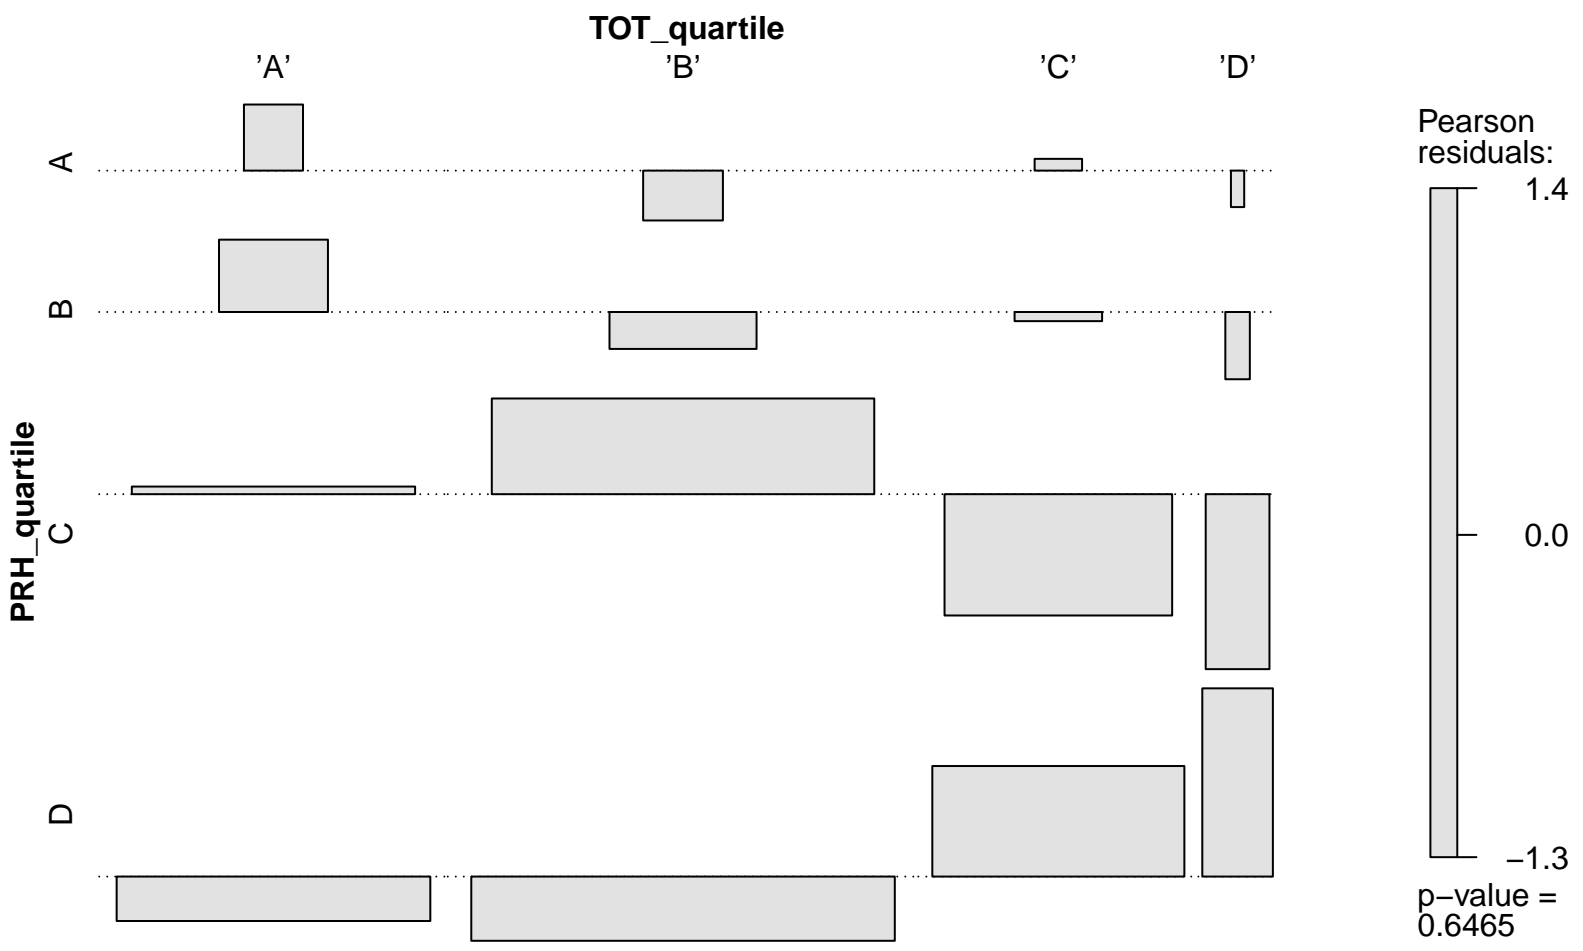 TOT_quartile
’A’ ’B’ ’C’ ’D’
PRH_quartile
A
B
C
D
Pearson
residuals:
1.4
0.0
−1.3
p−value =
0.6465